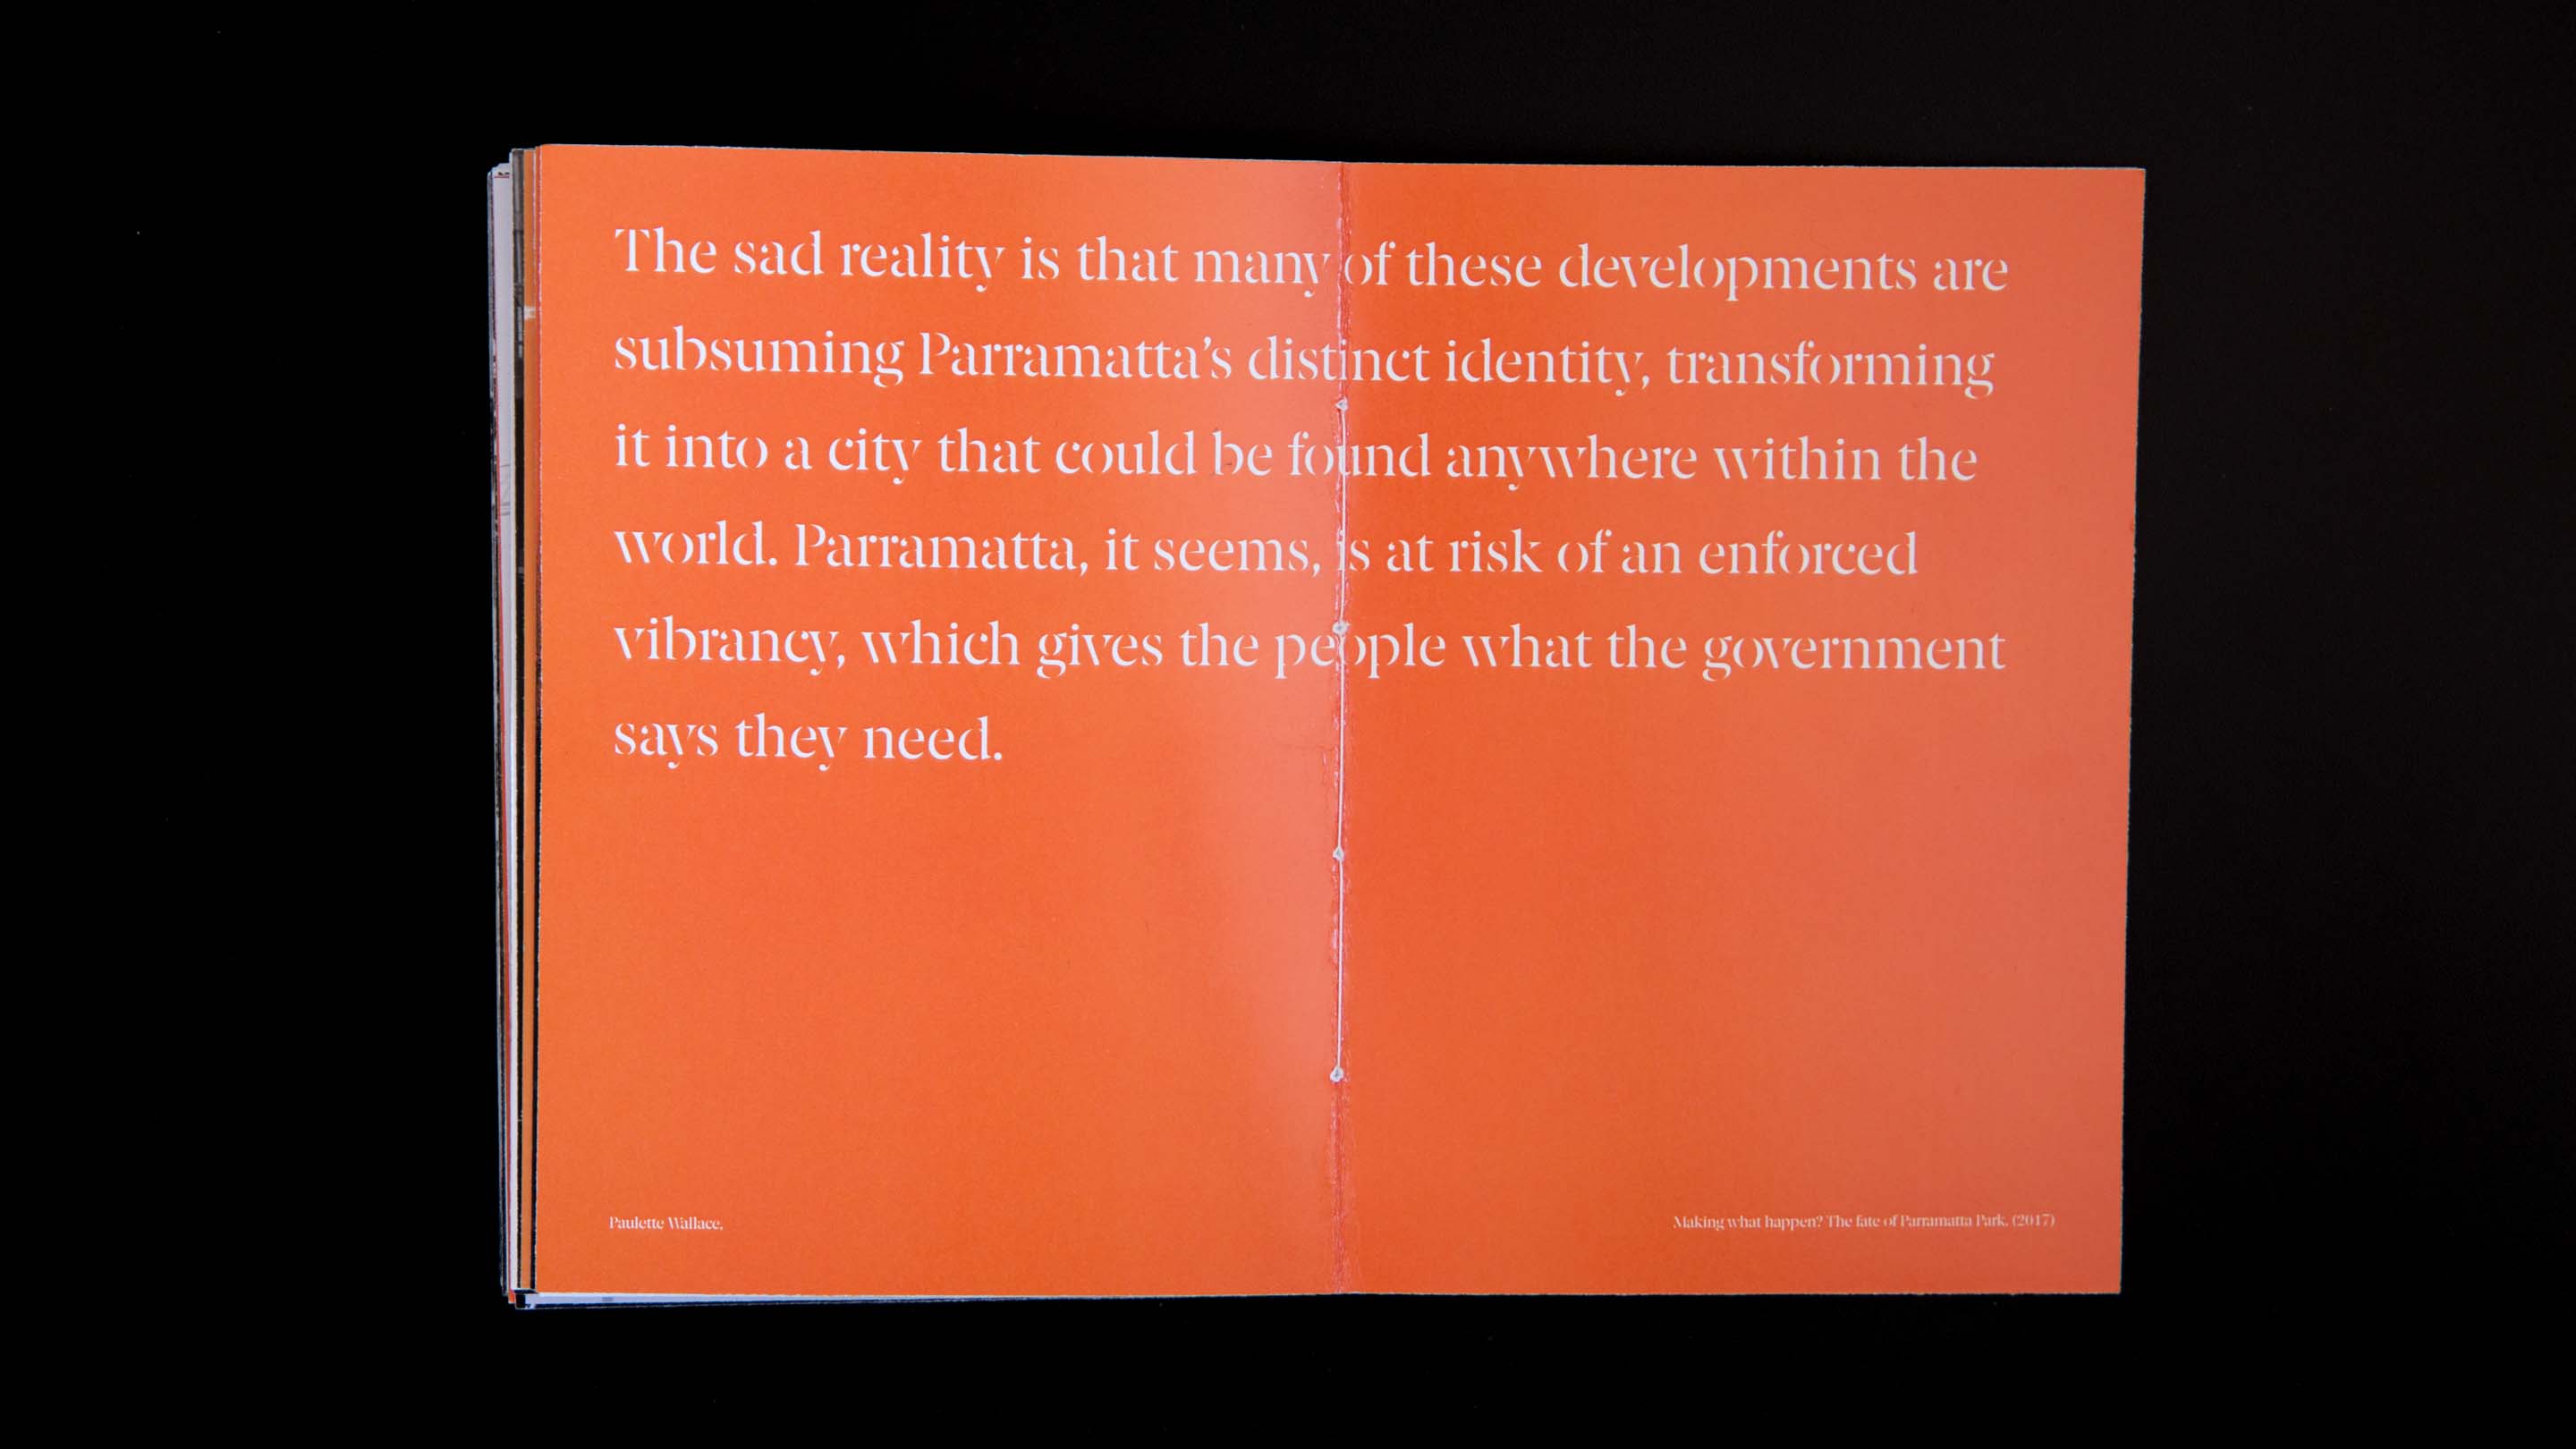 The sad reality is that many of these developments are
subsuming Parramatta's distinct identity, transforming
it into a city that could be found anywhere within the
world. Parramatta, it seems, is at risk of an enforced
vibrancy, which gives the people what the government
says they need.
Paulette Wallace,
Making what happen? The fate of Parramatta Park. (2017)